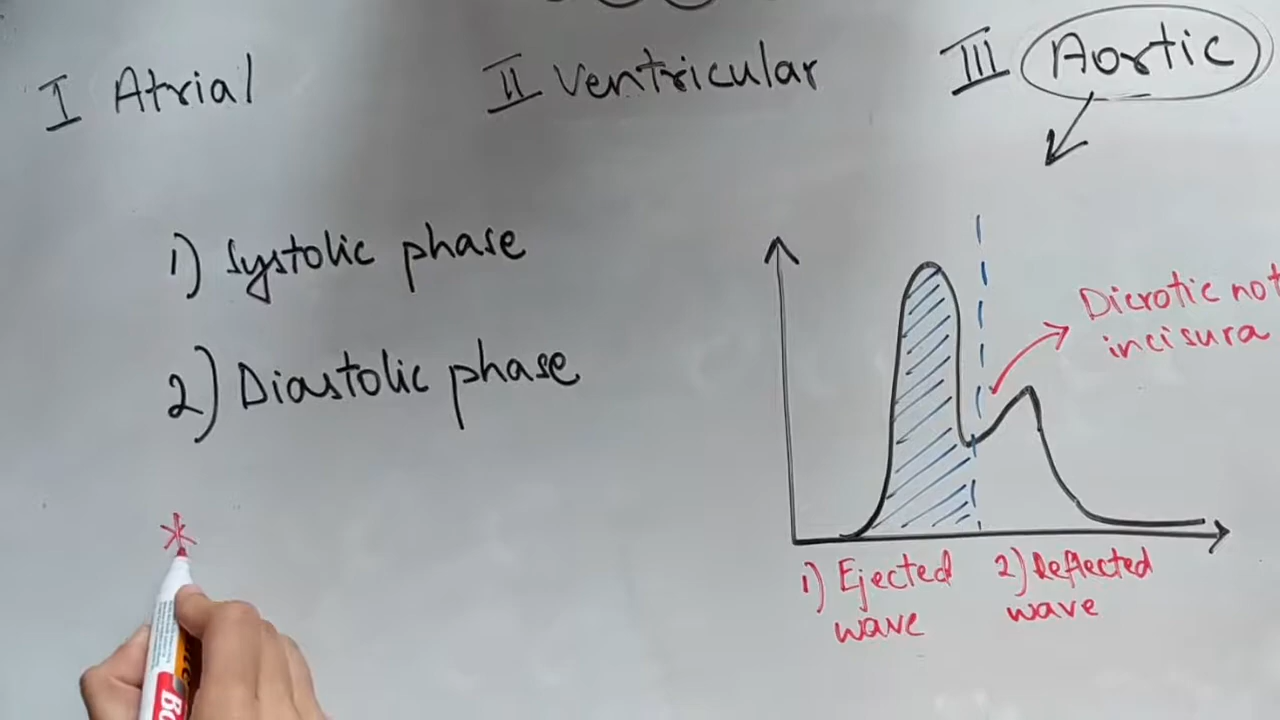 I Atrial
II Ventricular
III Aortic
1) Systolic phase
2) Diastolic phase
*
Dicrotic not
incisura
1) Ejected
wave
2) Reflected
wave